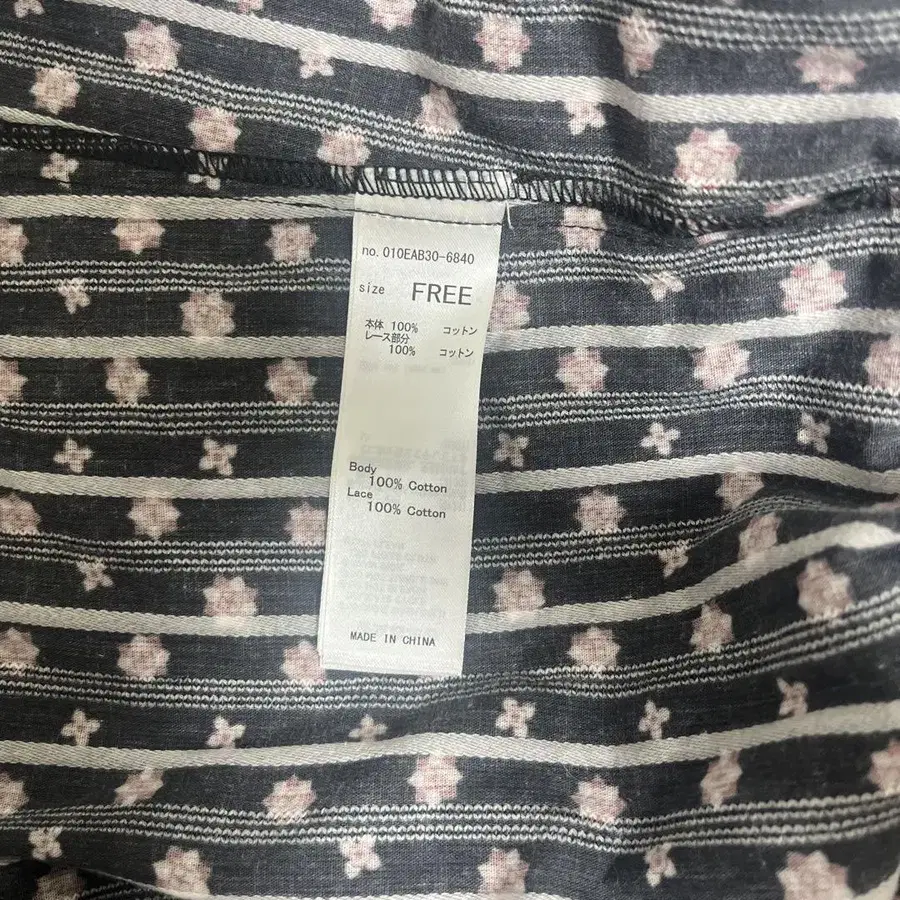 no. 010EAB30-6840
size FREE
本体 100% コットン
レース部分
100% コットン
Body
100% Cotton
Lace
100% Cotton
MADE IN CHINA